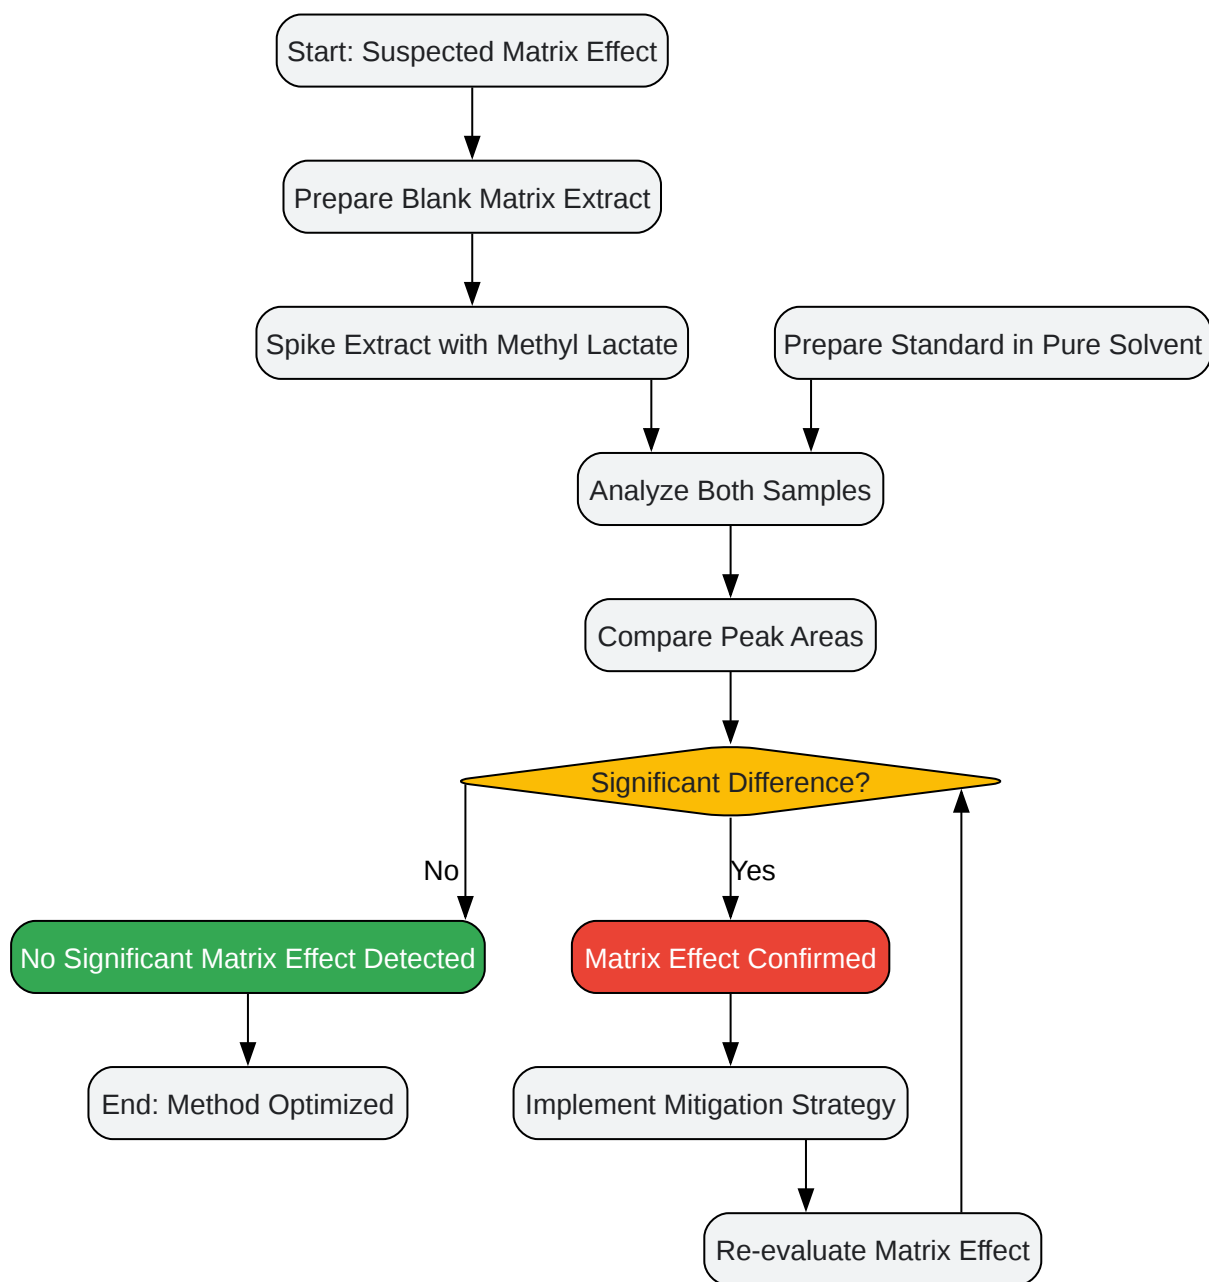 Start: Suspected Matrix Effect
Prepare Blank Matrix Extract
Spike Extract with Methyl Lactate
Prepare Standard in Pure Solvent
Analyze Both Samples
Compare Peak Areas
Significant Difference?
No
Yes
No Significant Matrix Effect Detected
Matrix Effect Confirmed
End: Method Optimized
Implement Mitigation Strategy
Re-evaluate Matrix Effect